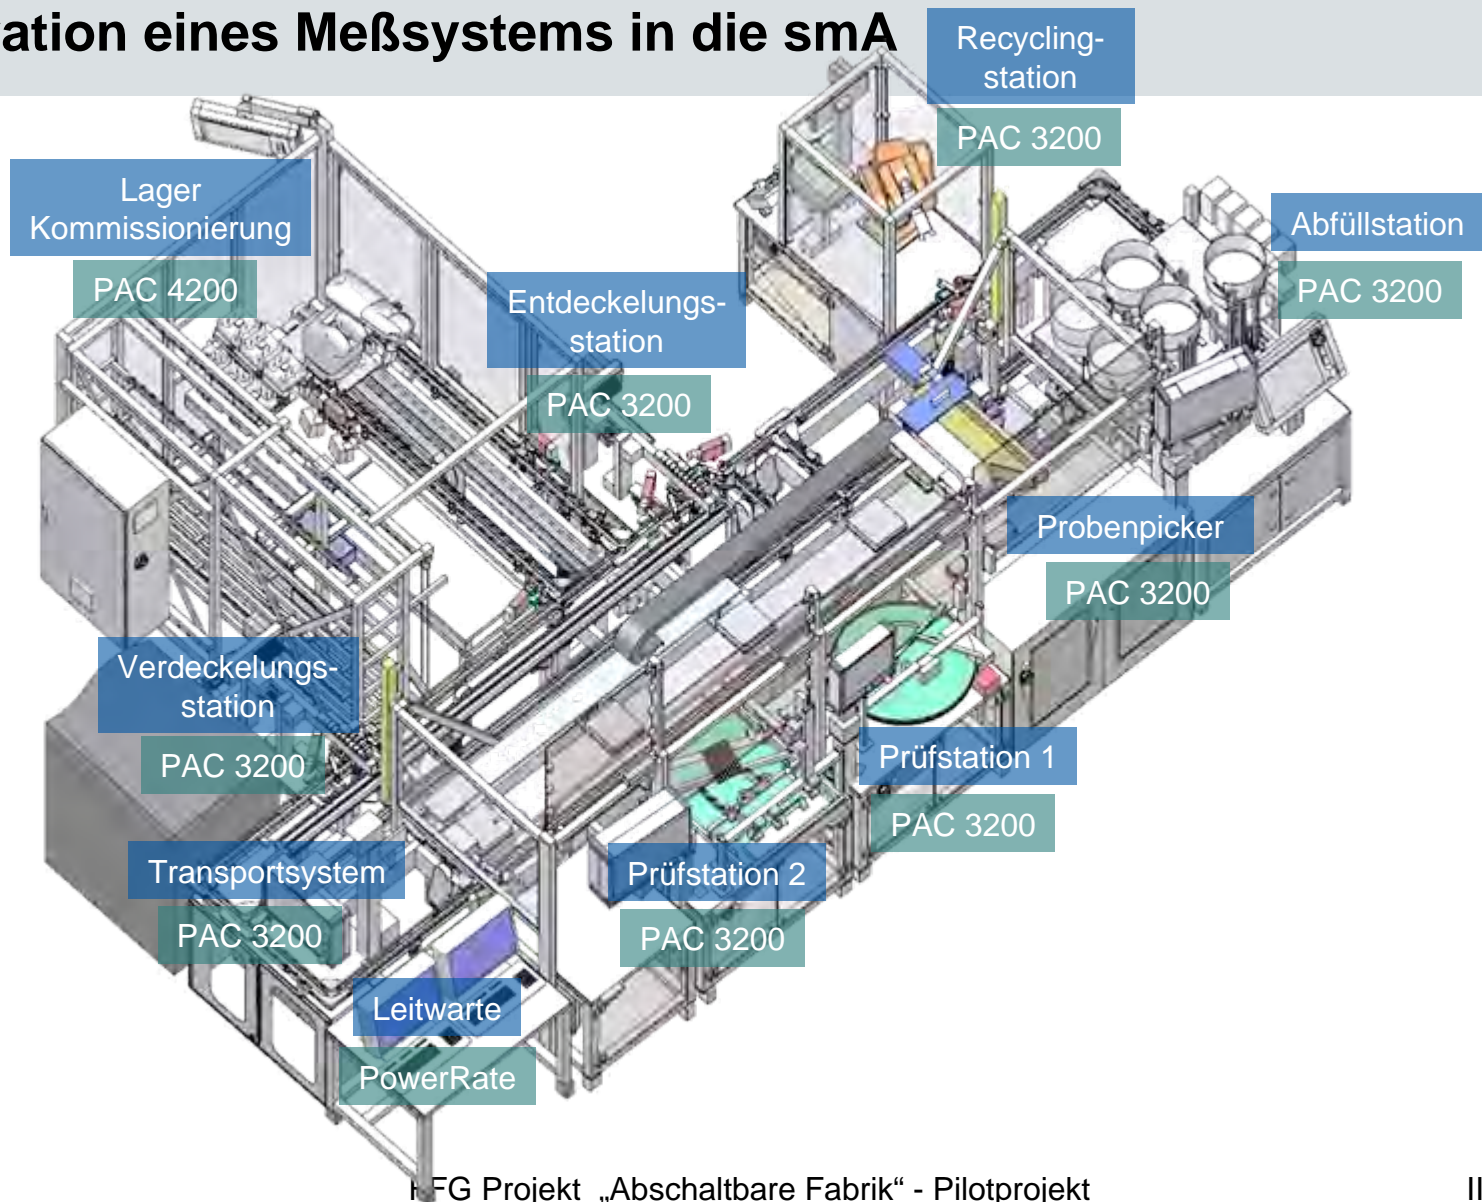 eines Meßsystems in die smA
Recycling-
station
PAC 3200
Lager
Kommissionierung
PAC 4200
Abfüllstation
PAC 3200
Entdeckelungs-
station
PAC 3200
Probenpicker
PAC 3200
Verdeckelungs-
station
PAC 3200
Prüfstation 1
PAC 3200
Transportsystem
PAC 3200
Prüfstation 2
PAC 3200
Leitwarte
PowerRate
Projekt „Abschaltbare Fabrik“ - Pilotprojekt